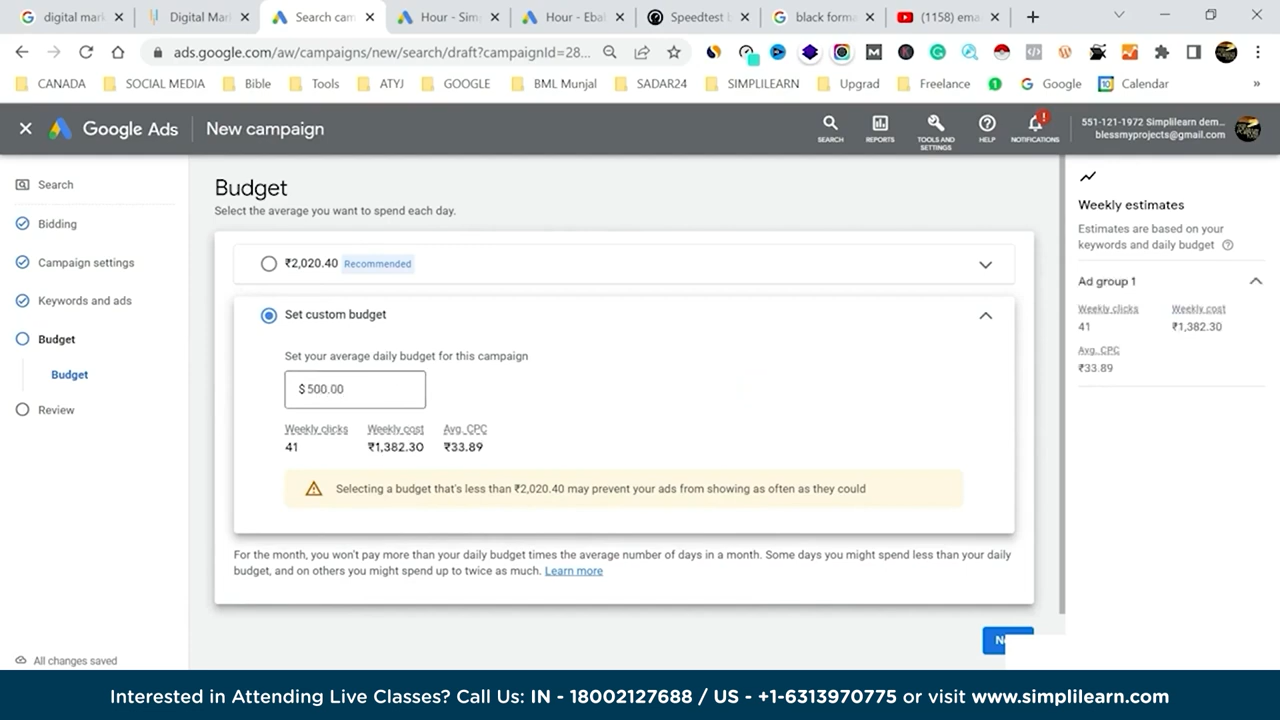 digital mark
Digital Mar
Search cam
Hour - Sim
Hour - Eba
Speedtest b
black forma
(1158) ema
ads.google.com/aw/campaigns/new/search/draft?campaignId=28...
CANADA
SOCIAL MEDIA
Bible
Tools
ATYJ
GOOGLE
BML Munjal
SADAR24
SIMPLILEARN
Upgrad
Freelance
Google
Calendar
»
Google Ads
New campaign
SEARCH
REPORTS
TOOLS AND SETTINGS
HELP
NOTIFICATIONS
551-121-1972 Simplilearn dem...
blessmyprojects@gmail.com
Search
Bidding
Campaign settings
Keywords and ads
Budget
Budget
Review
All changes saved
Budget
Select the average you want to spend each day.
₹2,020.40 Recommended
Set custom budget
Set your average daily budget for this campaign
$ 500.00
Weekly clicks Weekly cost Avg. CPC
41 ₹1,382.30 ₹33.89
Selecting a budget that's less than ₹2,020.40 may prevent your ads from showing as often as they could
For the month, you won't pay more than your daily budget times the average number of days in a month. Some days you might spend less than your daily
budget, and on others you might spend up to twice as much. Learn more
Weekly estimates
Estimates are based on your
keywords and daily budget
Ad group 1
Weekly clicks Weekly cost
41 ₹1,382.30
Avg. CPC
₹33.89
Interested in Attending Live Classes? Call Us: IN - 18002127688 / US - +1-6313970775 or visit www.simplilearn.com